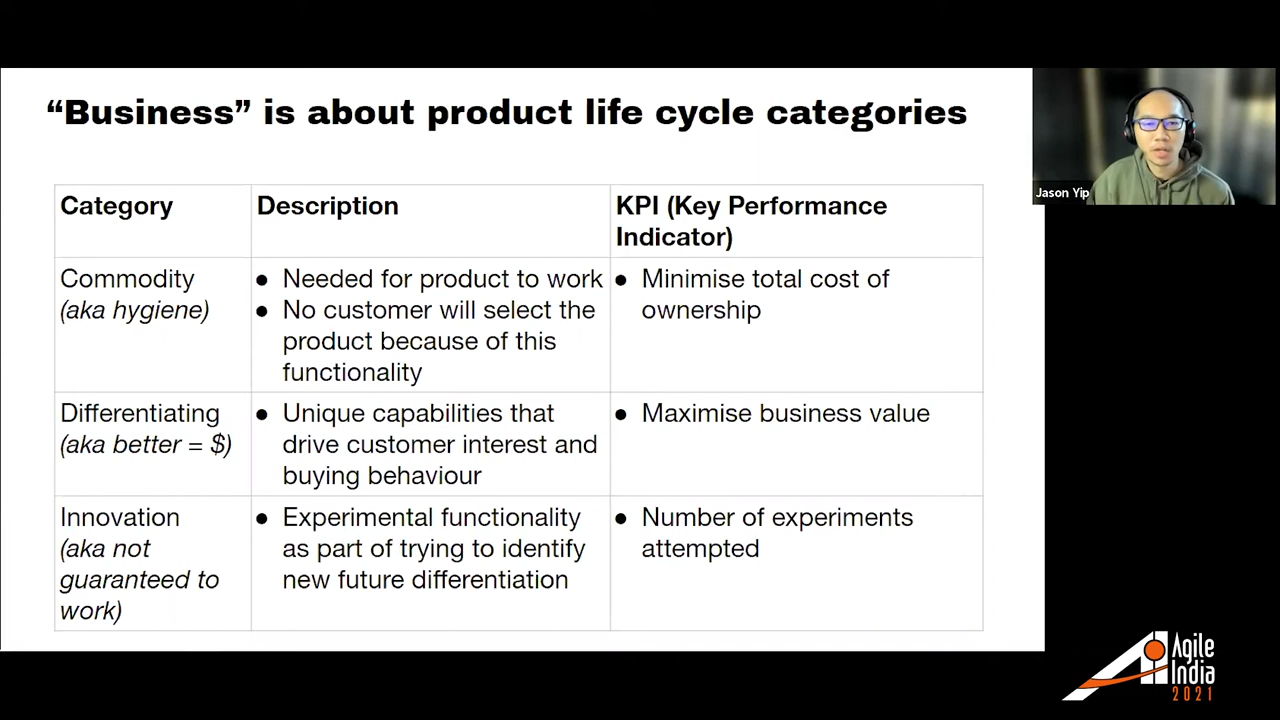 “Business” is about product life cycle categories
Category
Description
KPI (Key Performance
Indicator)
Commodity
(aka hygiene)
● Needed for product to work
● No customer will select the
product because of this
functionality
● Minimise total cost of
ownership
Differentiating
(aka better = $)
● Unique capabilities that
drive customer interest and
buying behaviour
● Maximise business value
Innovation
(aka not
guaranteed to
work)
● Experimental functionality
as part of trying to identify
new future differentiation
● Number of experiments
attempted
Jason Yip
Agile
India
2021